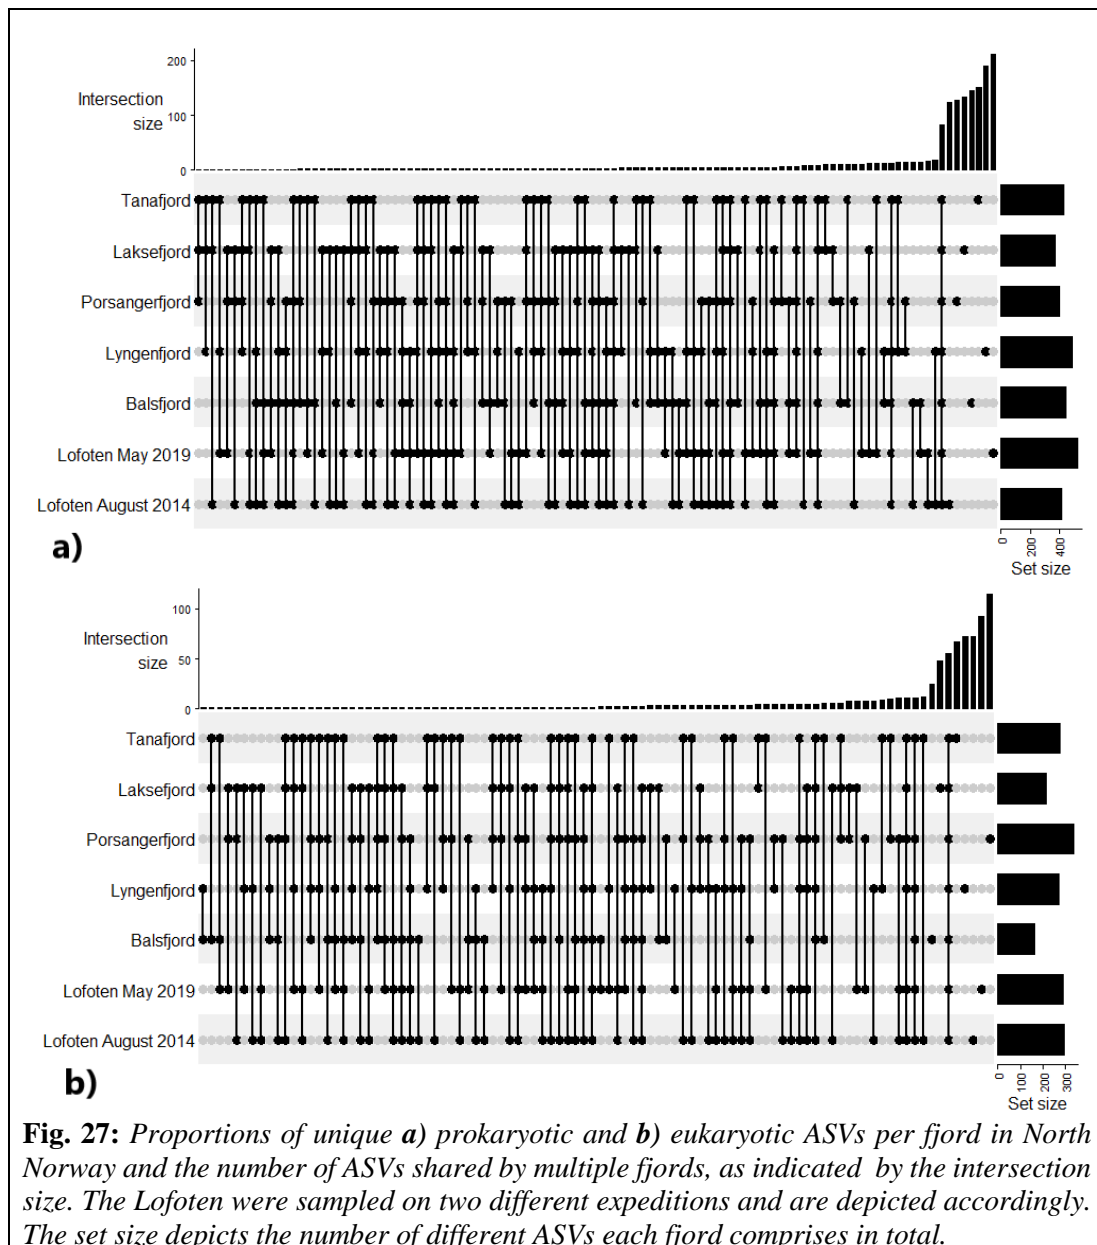 200
Intersection
size
100
0
Tanafjord
Laksefjord
Porsangerfjord
Lyngenfjord
Balsfjord
Lofoten May 2019
Lofoten August 2014
0
200
400
Set size
a)
100
Intersection
size
50
0
Tanafjord
Laksefjord
Porsangerfjord
Lyngenfjord
Balsfjord
Lofoten May 2019
Lofoten August 2014
0
100
200
300
Set size
b)
Fig. 27: Proportions of unique a) prokaryotic and b) eukaryotic ASVs per fjord in North
Norway and the number of ASVs shared by multiple fjords, as indicated by the intersection
size. The Lofoten were sampled on two different expeditions and are depicted accordingly.
The set size depicts the number of different ASVs each fjord comprises in total.